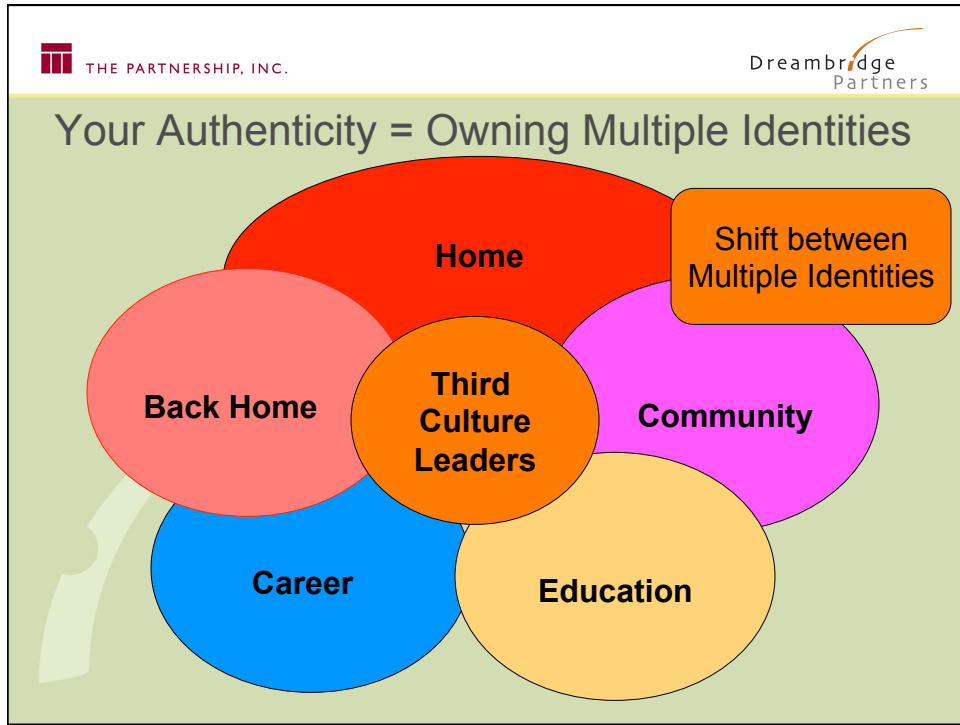 THE PARTNERSHIP, INC.
Dreambridge
Partners
Your Authenticity = Owning Multiple Identities
Home
Shift between
Multiple Identities
Back Home
Third
Culture
Leaders
Community
Career
Education